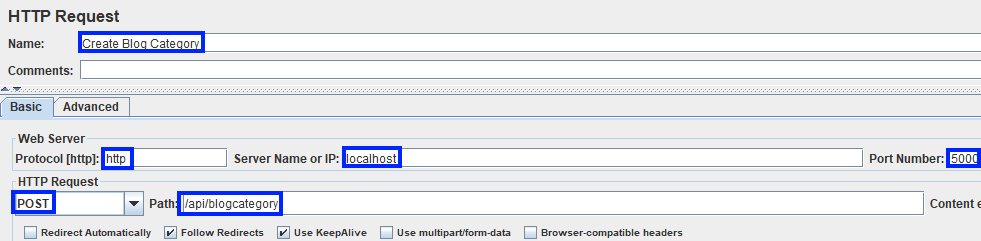 HTTP Request
Name: Create Blog Category
Comments:
Basic Advanced
Web Server
Protocol [http]: http Server Name or IP: localhost Port Number: 5000
HTTP Request
POST Path: /api/blogcategory Content e
Redirect Automatically Follow Redirects Use KeepAlive Use multipart/form-data Browser-compatible headers